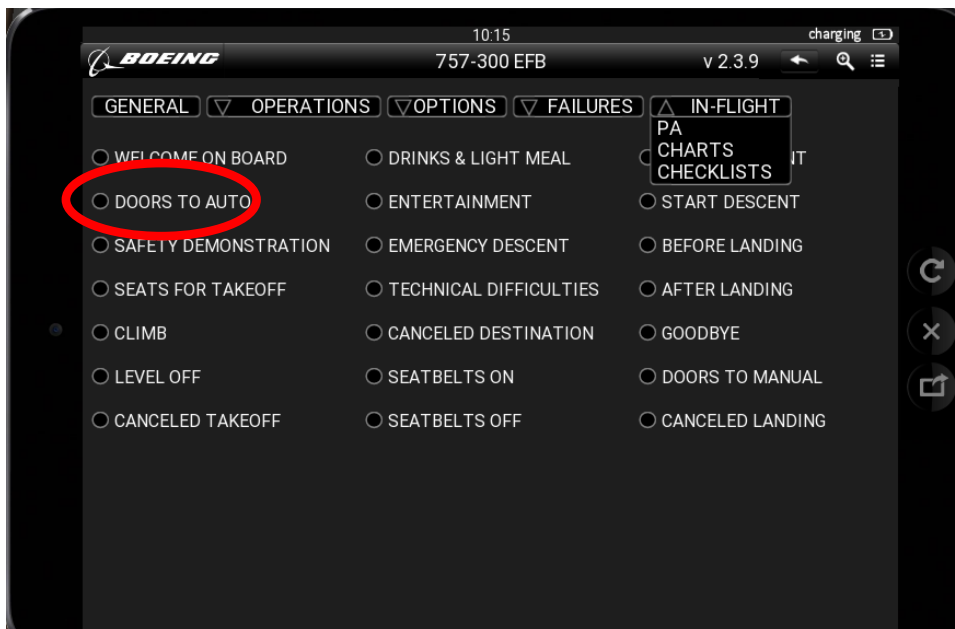 10:15 charging
BOEING 757-300 EFB v 2.3.9
GENERAL OPERATIONS OPTIONS FAILURES IN-FLIGHT
PA
CHARTS
CHECKLISTS
WELCOME ON BOARD DRINKS & LIGHT MEAL
DOORS TO AUTO ENTERTAINMENT START DESCENT
SAFETY DEMONSTRATION EMERGENCY DESCENT BEFORE LANDING
SEATS FOR TAKEOFF TECHNICAL DIFFICULTIES AFTER LANDING
CLIMB CANCELED DESTINATION GOODBYE
LEVEL OFF SEATBELTS ON DOORS TO MANUAL
CANCELED TAKEOFF SEATBELTS OFF CANCELED LANDING